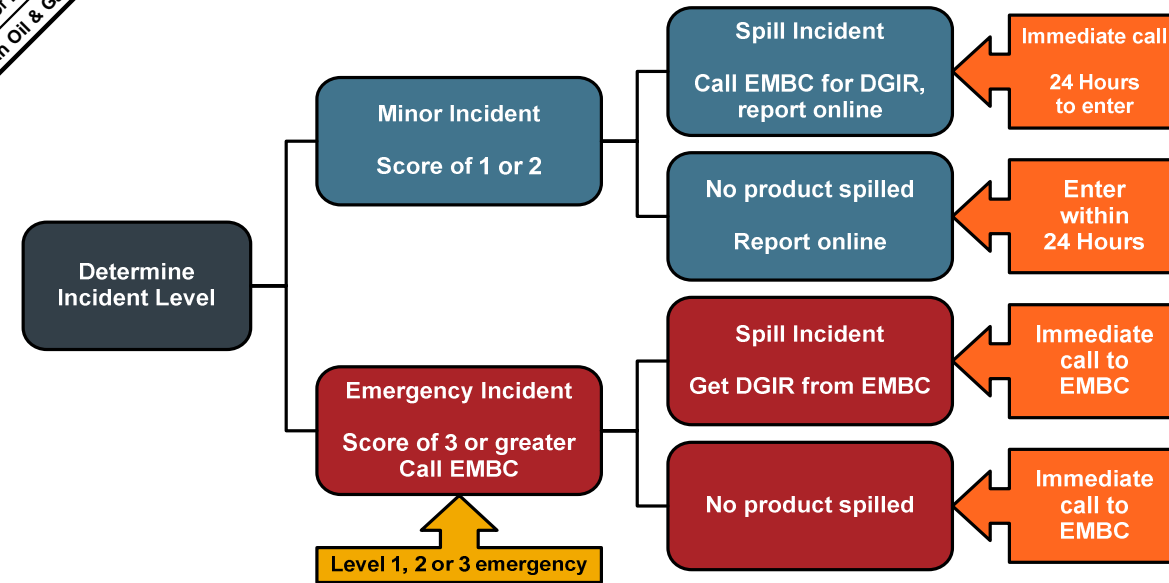 n Oil & G
Determine
Incident Level
Minor Incident
Score of 1 or 2
Emergency Incident
Score of 3 or greater
Call EMBC
Level 1, 2 or 3 emergency
Spill Incident
Call EMBC for DGIR,
report online
Immediate call
24 Hours
to enter
No product spilled
Report online
Enter
within
24 Hours
Spill Incident
Get DGIR from EMBC
Immediate
call to
EMBC
No product spilled
Immediate
call to
EMBC